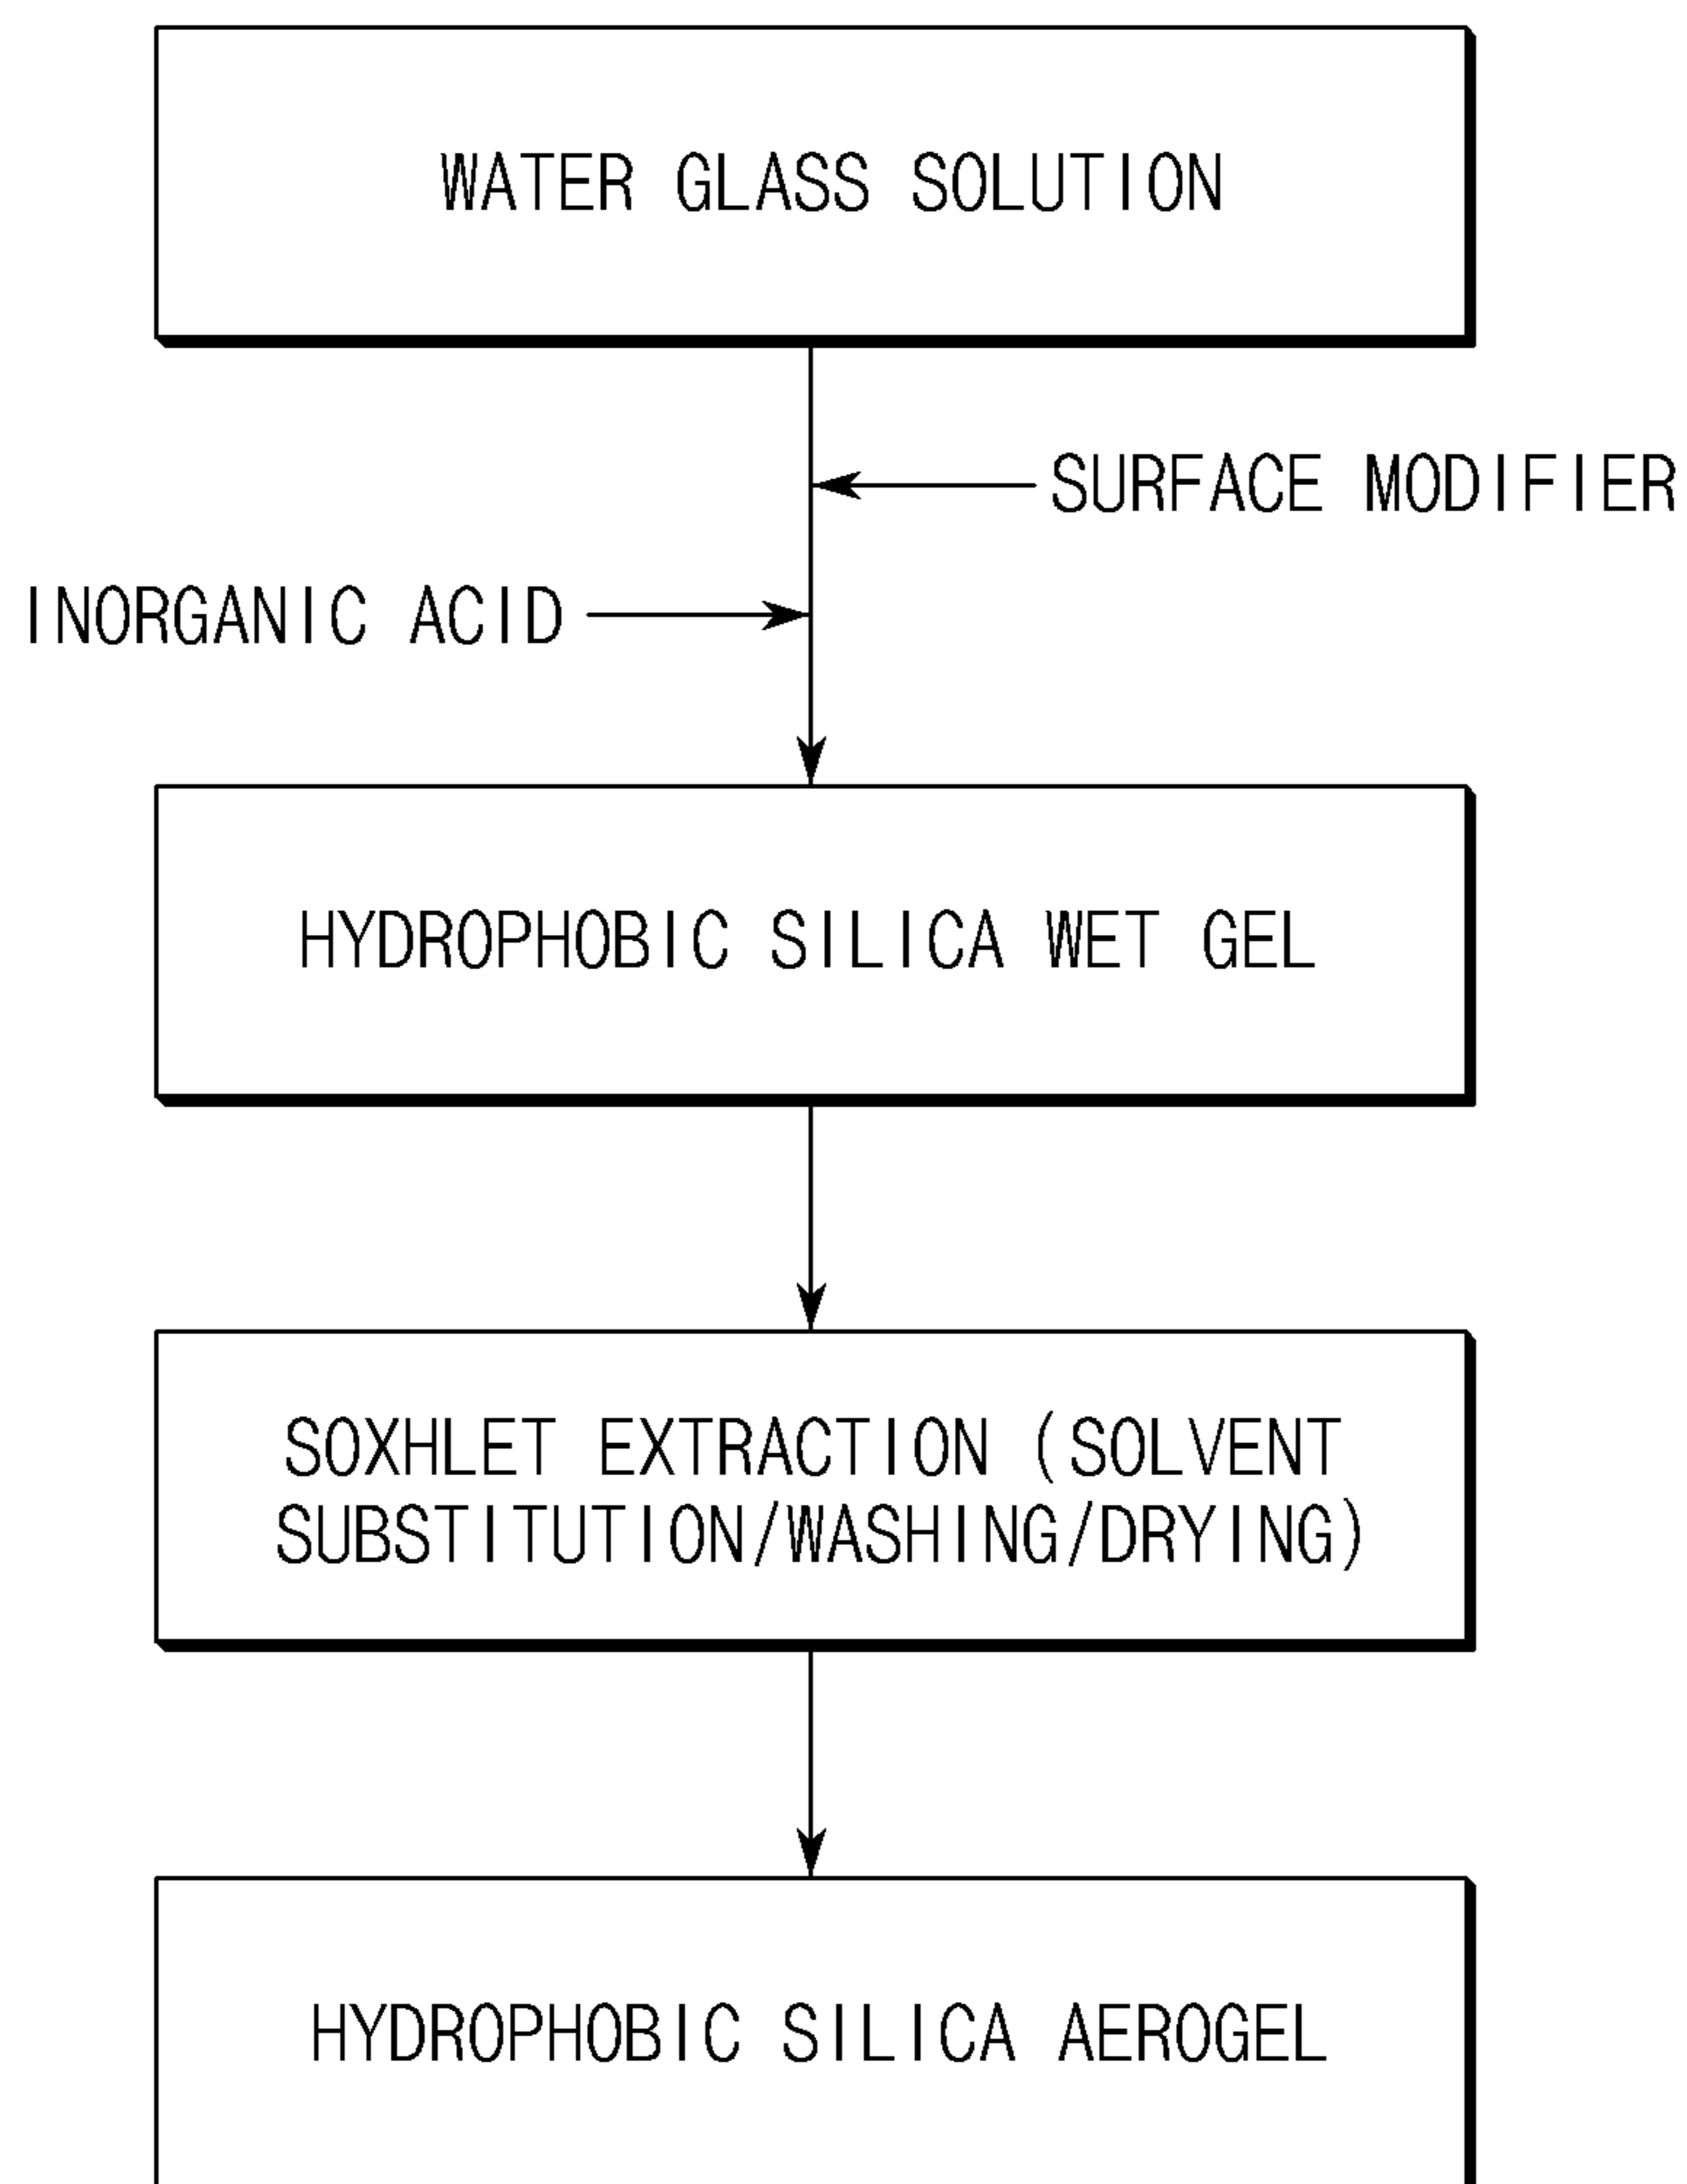 WATER GLASS SOLUTION
SURFACE MODIFIER
INORGANIC ACID
HYDROPHOBIC SILICA WET GEL
SOXHLET EXTRACTION (SOLVENT
SUBSTITUTION/WASHING/DRYING)
HYDROPHOBIC SILICA AEROGEL